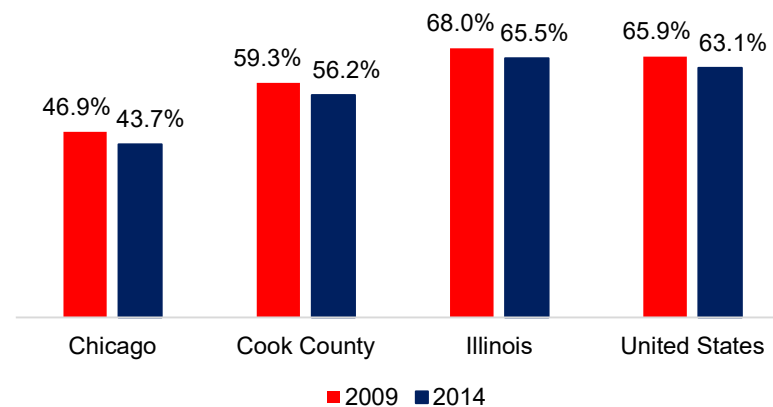 68.0%
65.5%
65.9%
63.1%
59.3%
56.2%
46.9%
43.7%
Chicago
Cook County
Illinois
United States
2009
2014